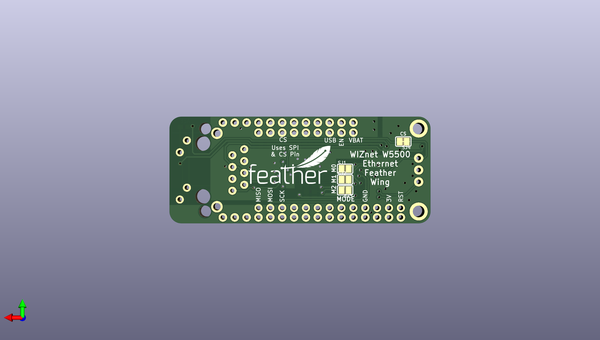 CS
USB
EN
VBAT
CS
Uses SPI
& CS Pin
WIZnet W5500
Ethernet
Feather
Wing
feather
M2 M1 M0
MODE
MISO
MOSI
SCK
GND
3V
RST